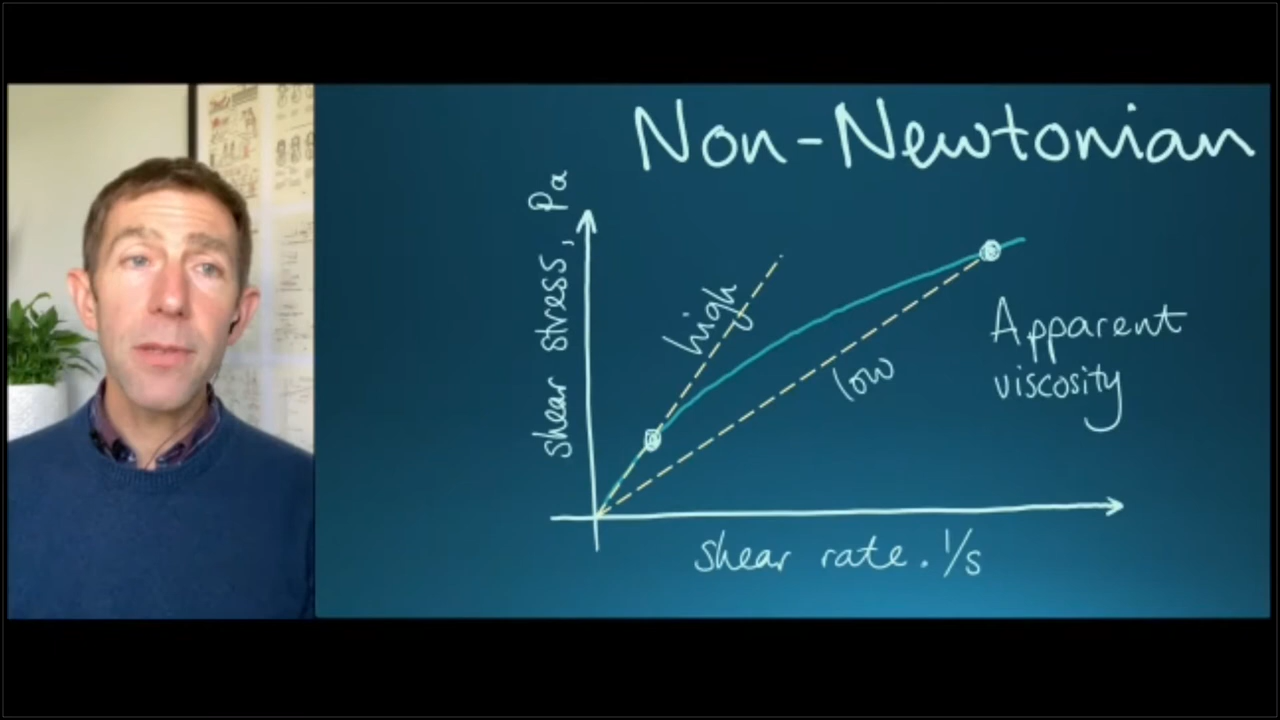 Non-Newtonian
shear stress, Pa
high
low
Apparent
viscosity
shear rate. 1/s